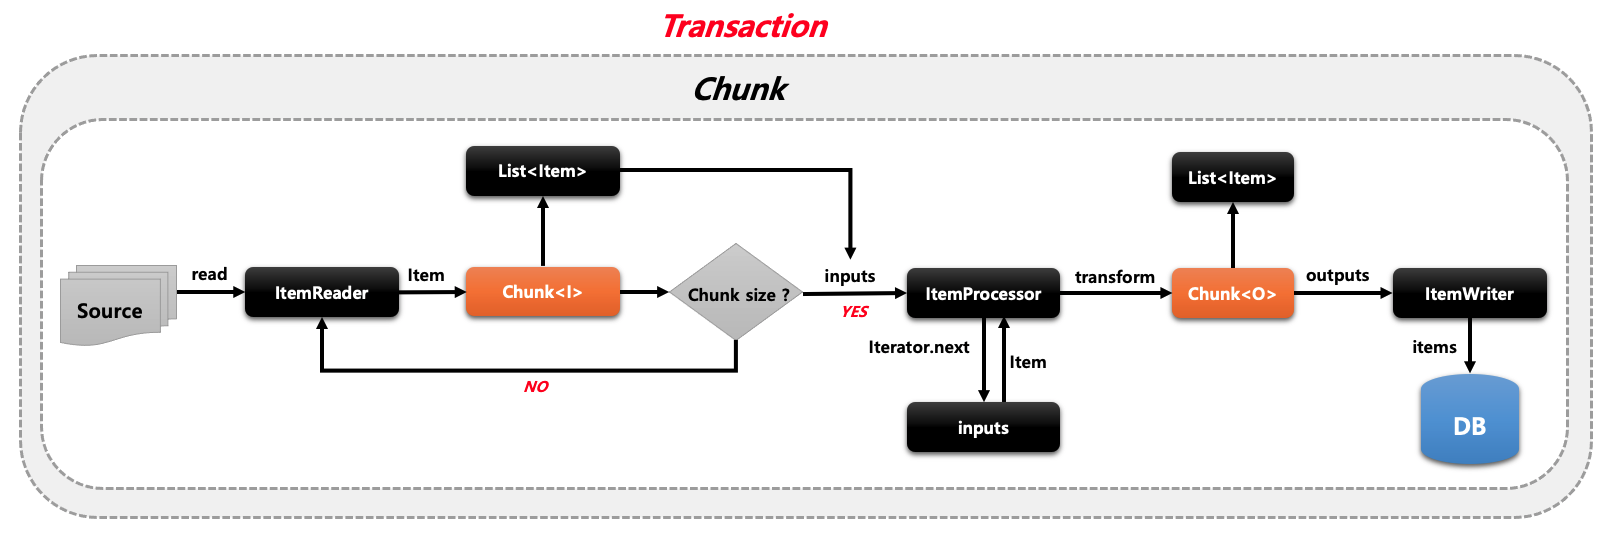 Transaction
Chunk
List<Item>
List<Item>
Source
read
ItemReader
Item
Chunk<I>
Chunk size ?
inputs
YES
ItemProcessor
transform
Chunk<O>
outputs
ItemWriter
NO
Iterator.next
Item
inputs
items
DB